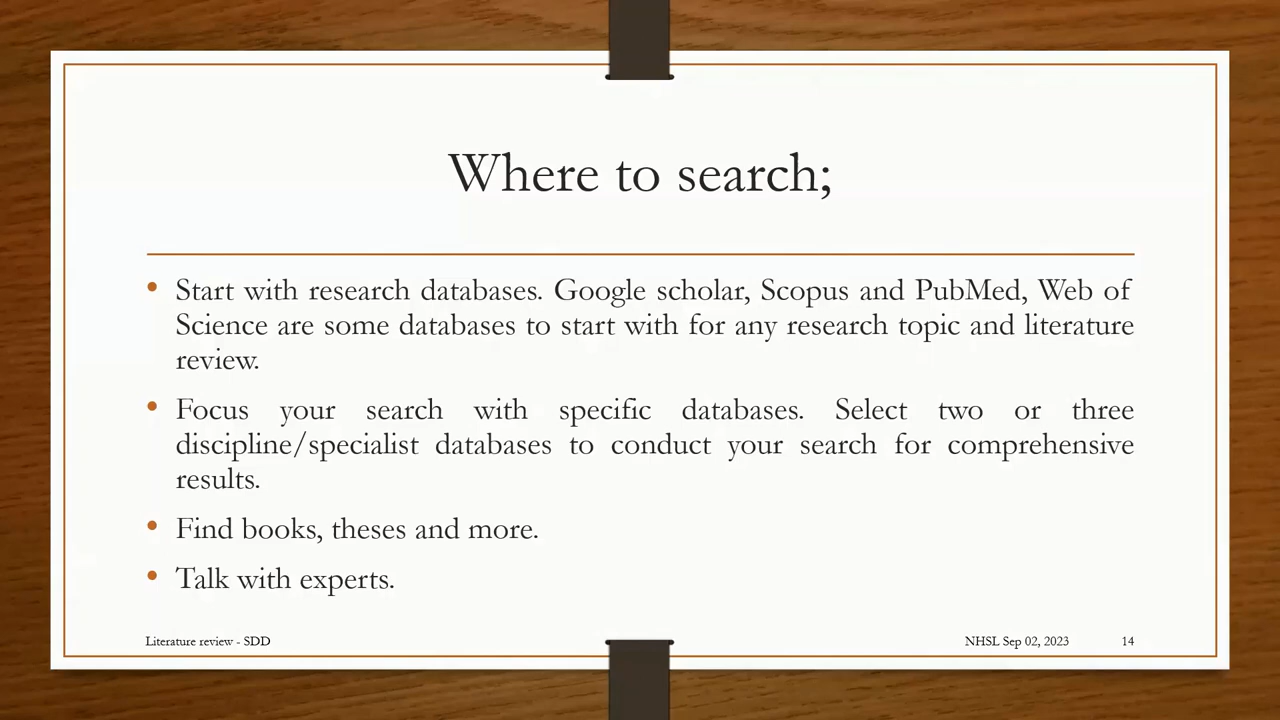 Where to search;
• Start with research databases. Google scholar, Scopus and PubMed, Web of
Science are some databases to start with for any research topic and literature
review.
• Focus your search with specific databases. Select two or three
discipline/specialist databases to conduct your search for comprehensive
results.
• Find books, theses and more.
• Talk with experts.
Literature review - SDD
NHSL Sep 02, 2023
14